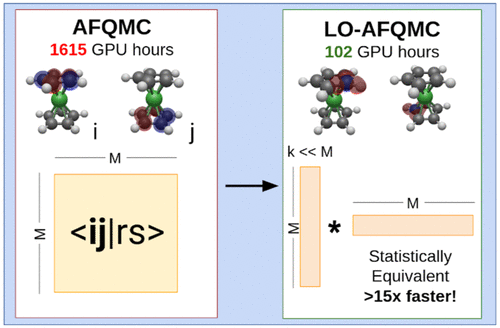 AFQMC
1615 GPU hours
i
j
M
M
<ij|rs>
LO-AFQMC
102 GPU hours
k << M
M
*
M
Statistically
Equivalent
>15x faster!